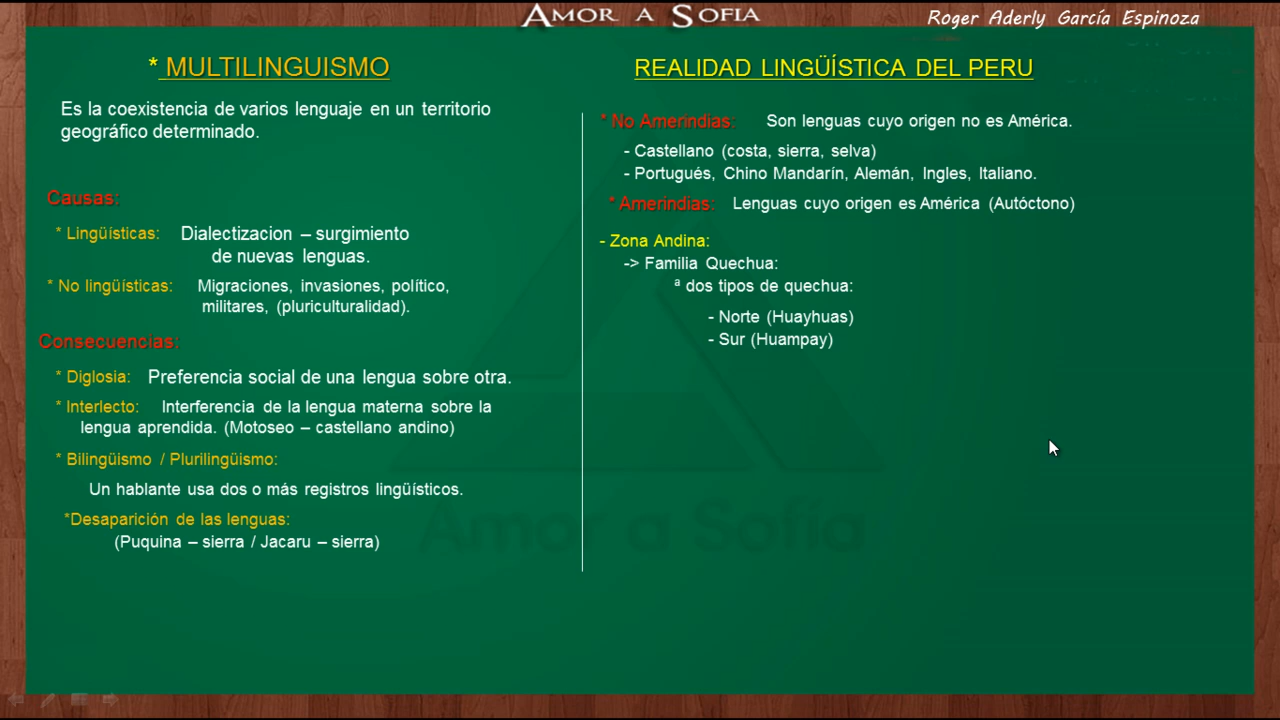 AMOR A SOFIA
Roger Aderly García Espinoza
* MULTILINGUISMO
Es la coexistencia de varios lenguaje en un territorio
geográfico determinado.
Causas:
* Lingüísticas: Dialectizacion – surgimiento
de nuevas lenguas.
* No lingüísticas: Migraciones, invasiones, político,
militares, (pluriculturalidad).
Consecuencias:
* Diglosia: Preferencia social de una lengua sobre otra.
* Interlecto: Interferencia de la lengua materna sobre la
lengua aprendida. (Motoseo – castellano andino)
* Bilingüismo / Plurilingüismo:
Un hablante usa dos o más registros lingüísticos.
*Desaparición de las lenguas:
(Puquina – sierra / Jacaru – sierra)
REALIDAD LINGÜÍSTICA DEL PERU
* No Amerindias: Son lenguas cuyo origen no es América.
- Castellano (costa, sierra, selva)
- Portugués, Chino Mandarín, Alemán, Ingles, Italiano.
* Amerindias: Lenguas cuyo origen es América (Autóctono)
- Zona Andina:
-> Familia Quechua:
ª dos tipos de quechua:
- Norte (Huayhuas)
- Sur (Huampay)
Amor a Sofía